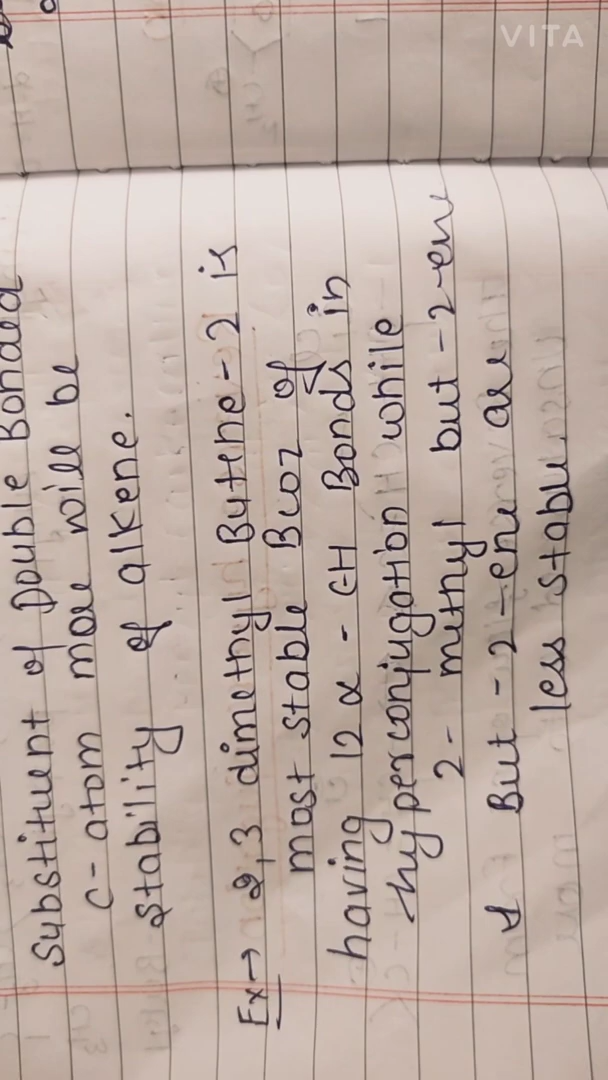 Substituent of Double Bonded
C-atom more will be
stability of alkene.
Ex→ 2,3 dimethyl Butene-2 is
most stable Bcoz of
having 12 α - CH Bonds in
hyperconjugation while
2- methyl but-2-ene
& But-2-ene are
less stable.
VITA